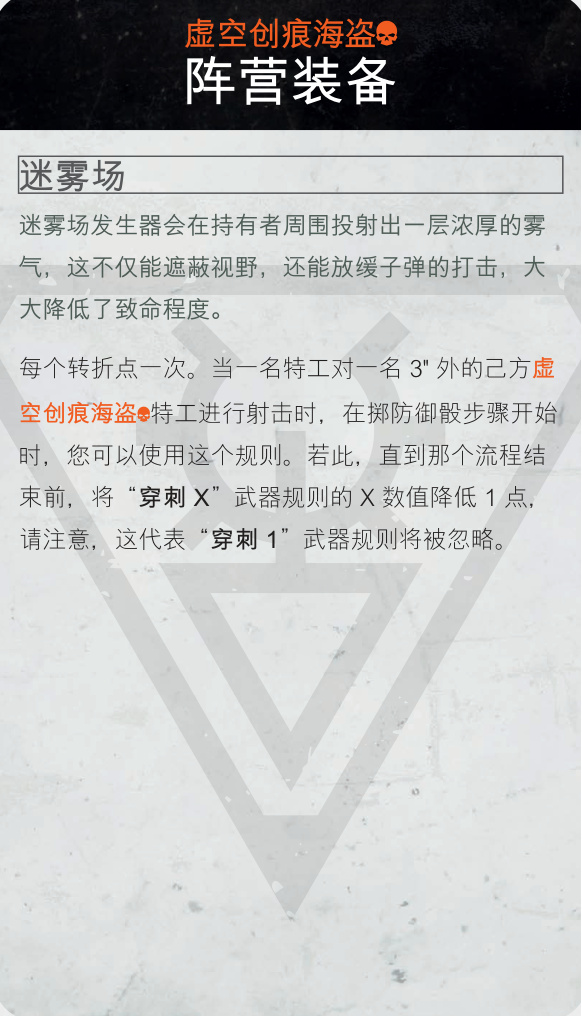 虚空创痕海盗
阵营装备
迷雾场
迷雾场发生器会在持有者周围投射出一层浓厚的雾
气，这不仅能遮蔽视野，还能放缓子弹的打击，大
大降低了致命程度。
每个转折点一次。当一名特工对一名 3" 外的己方虚
空创痕海盗特工进行射击时，在掷防御骰步骤开始
时，您可以使用这个规则。若此，直到那个流程结
束前，将“穿刺 X”武器规则的 X 数值降低 1 点，
请注意，这代表“穿刺 1”武器规则将被忽略。